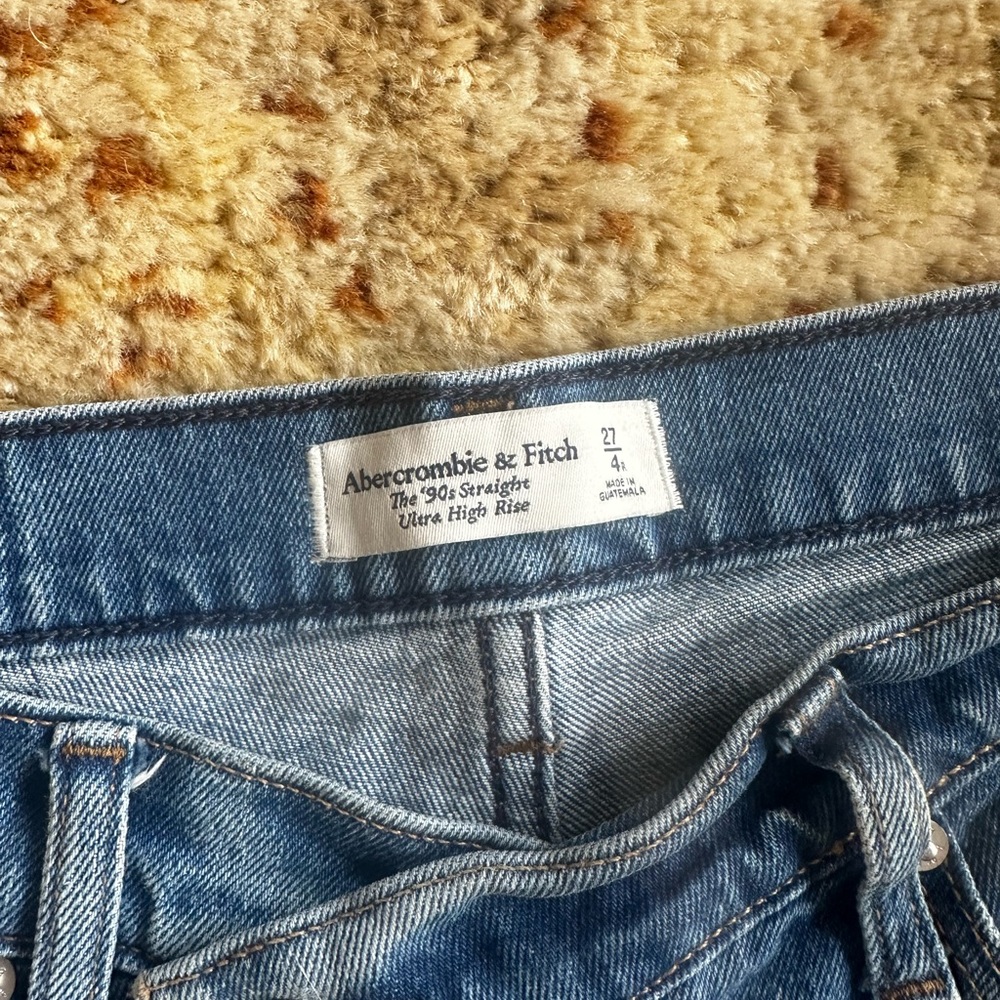 Abercrombie & Fitch
The '90s Straight
Ultra High Rise
27
4R
MADE IN
GUATEMALA